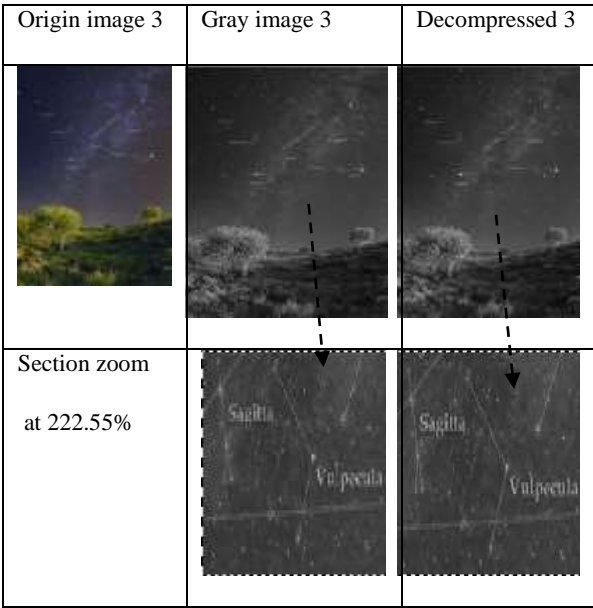 Origin image 3
Gray image 3
Decompressed 3
Section zoom
at 222.55%
Sagitta
Vulpecula
Sagitta
Vulpecula